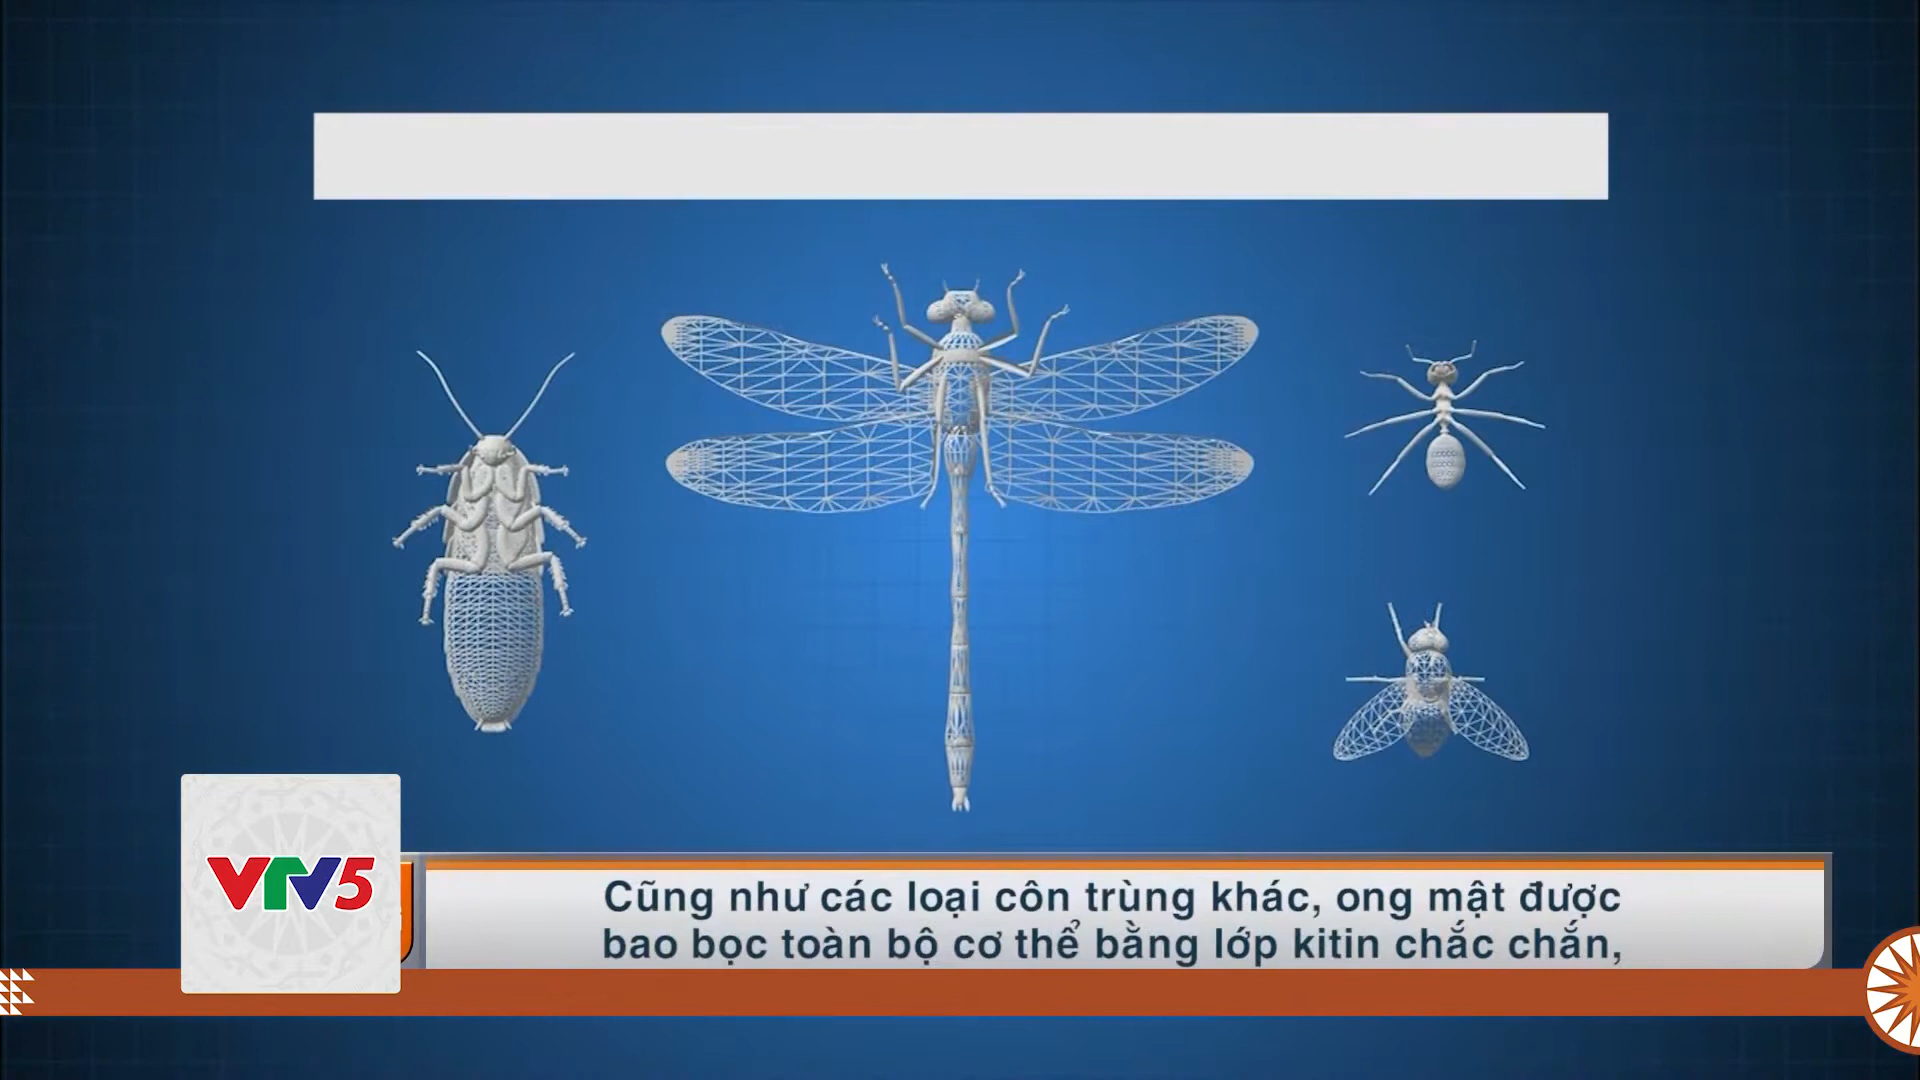 VTV5
Cũng như các loại côn trùng khác, ong mật được
bao bọc toàn bộ cơ thể bằng lớp kitin chắc chắn,